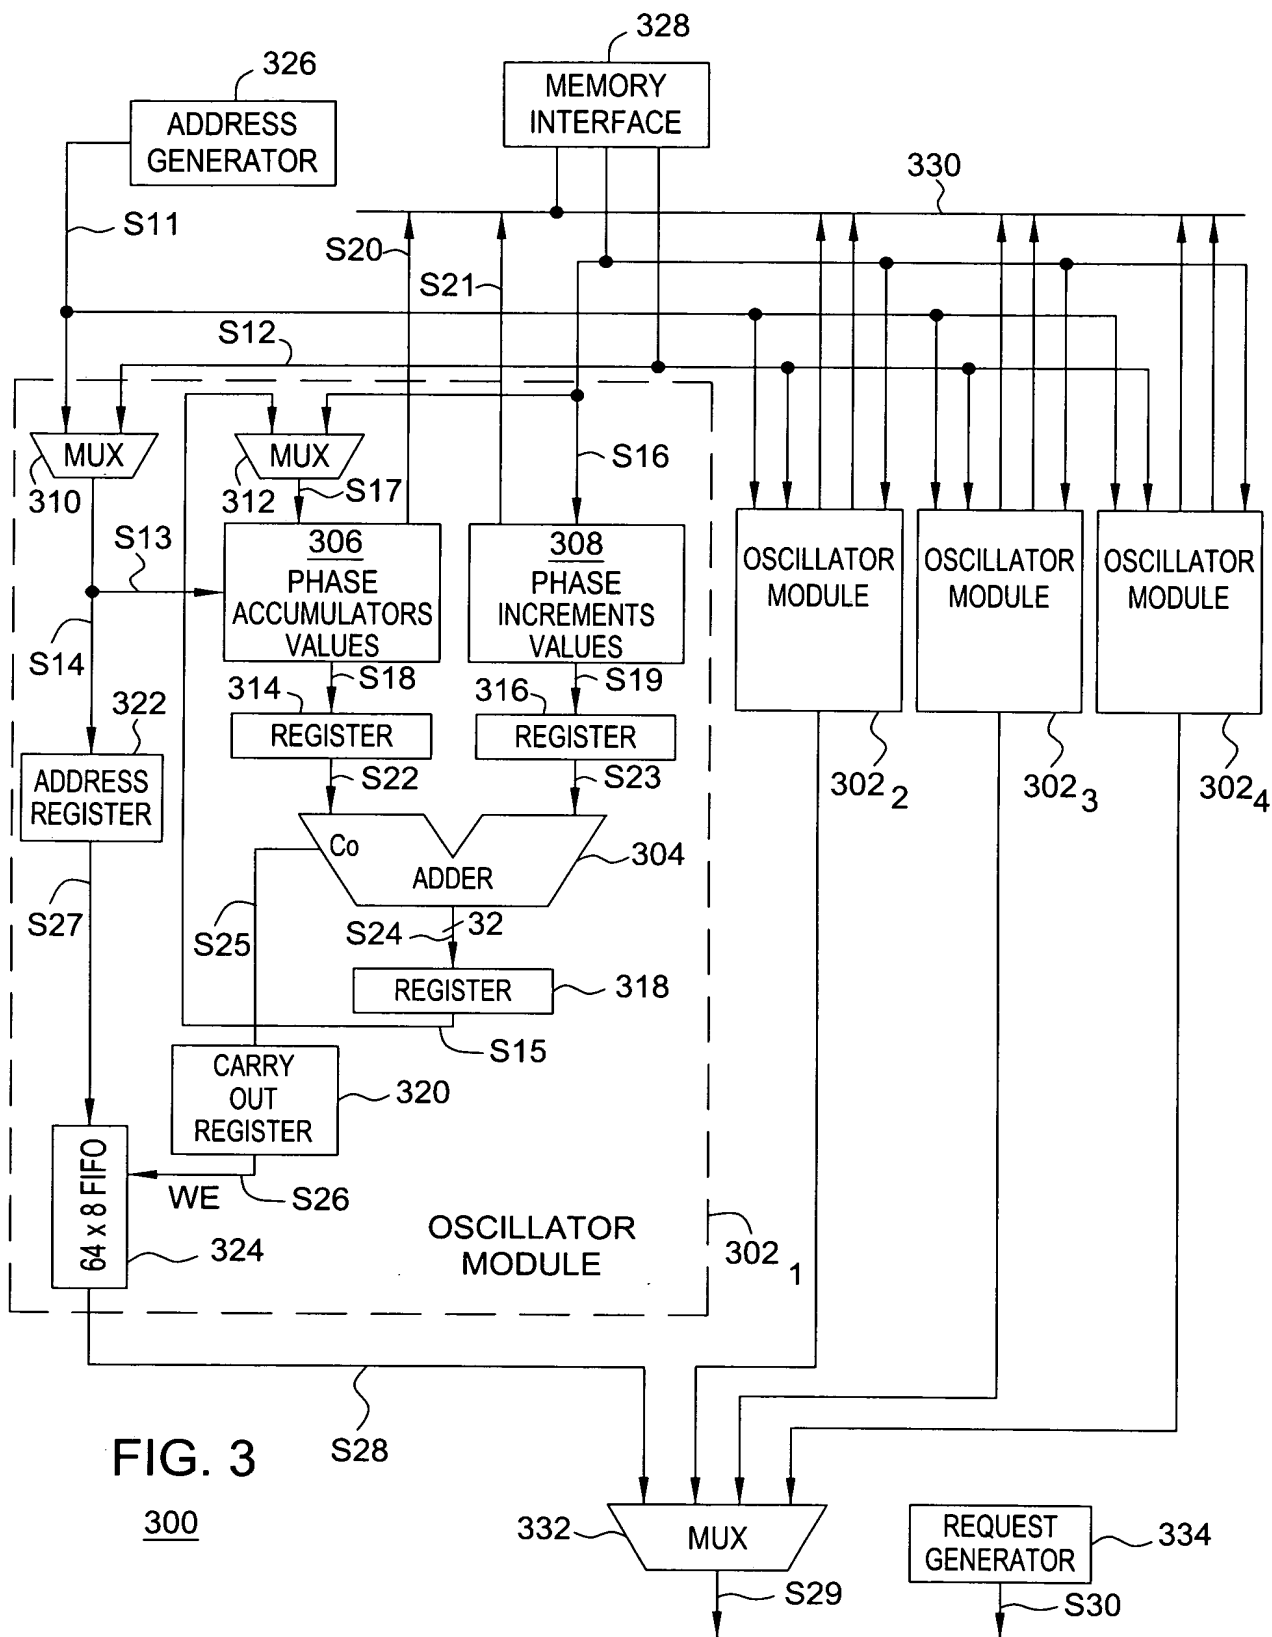 328
326
MEMORY
INTERFACE
ADDRESS
GENERATOR
330
S11
S20
S21
S12
MUX
MUX
S16
310
312
S17
S13
306
PHASE
ACCUMULATORS
VALUES
308
PHASE
INCREMENTS
VALUES
OSCILLATOR
MODULE
OSCILLATOR
MODULE
OSCILLATOR
MODULE
S14
S18
S19
314
316
322
REGISTER
REGISTER
302 2
302 3
302 4
ADDRESS
REGISTER
S22
S23
Co
ADDER
304
S27
S25
S24
32
REGISTER
318
S15
CARRY
OUT
REGISTER
320
64 x 8 FIFO
WE
S26
324
OSCILLATOR
MODULE
302 1
S28
FIG. 3
300
332
MUX
REQUEST
GENERATOR
334
S29
S30